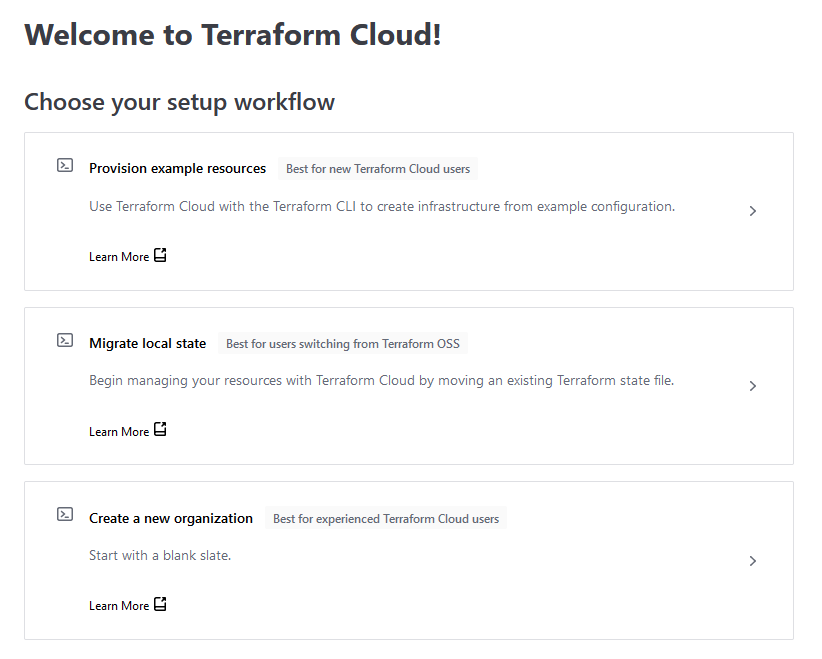 Welcome to Terraform Cloud!
Choose your setup workflow
Provision example resources Best for new Terraform Cloud users
Use Terraform Cloud with the Terraform CLI to create infrastructure from example configuration.
Learn More
Migrate local state Best for users switching from Terraform OSS
Begin managing your resources with Terraform Cloud by moving an existing Terraform state file.
Learn More
Create a new organization Best for experienced Terraform Cloud users
Start with a blank slate.
Learn More